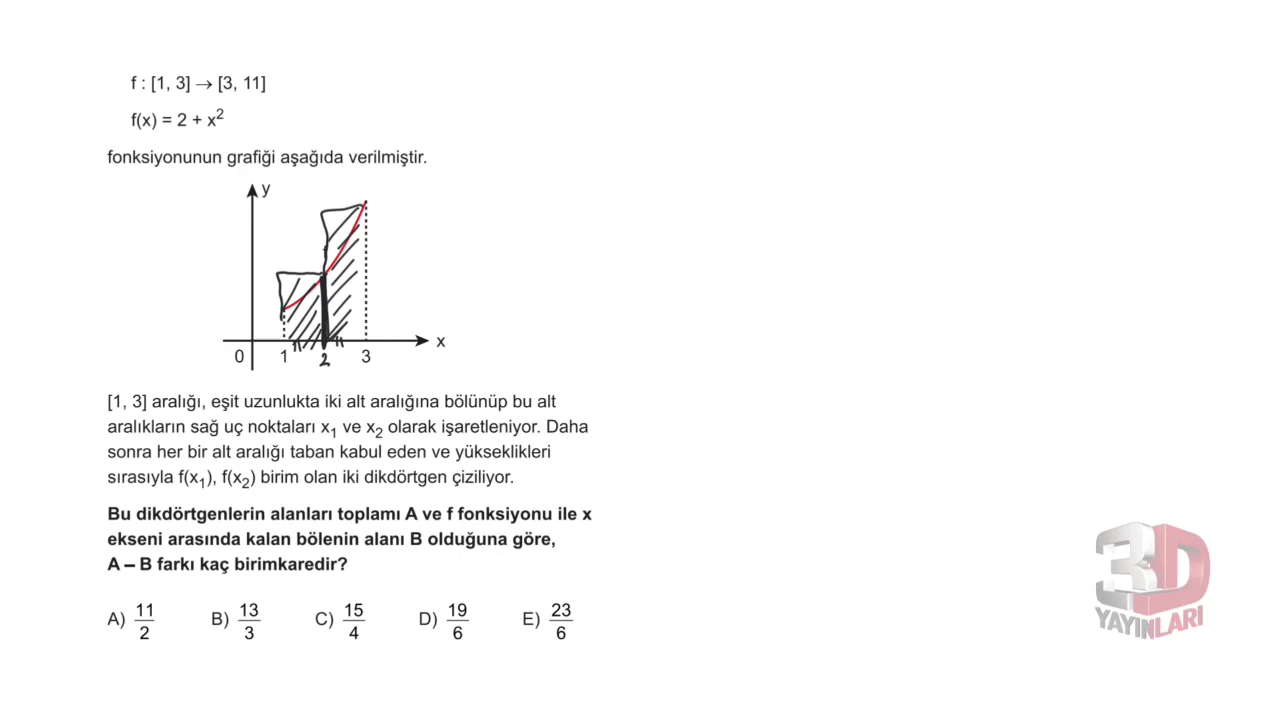 f : [1, 3] → [3, 11]
f(x) = 2 + x²
fonksiyonunun grafiği aşağıda verilmiştir.
y
x
0 1 2 3
[1, 3] aralığı, eşit uzunlukta iki alt aralığına bölünüp bu alt
aralıkların sağ uç noktaları x₁ ve x₂ olarak işaretleniyor. Daha
sonra her bir alt aralığı taban kabul eden ve yükseklikleri
sırasıyla f(x₁), f(x₂) birim olan iki dikdörtgen çiziliyor.
Bu dikdörtgenlerin alanları toplamı A ve f fonksiyonu ile x
ekseni arasında kalan bölenin alanı B olduğuna göre,
A – B farkı kaç birimkaredir?
A) 11/2 B) 13/3 C) 15/4 D) 19/6 E) 23/6
3D
YAYINLARI